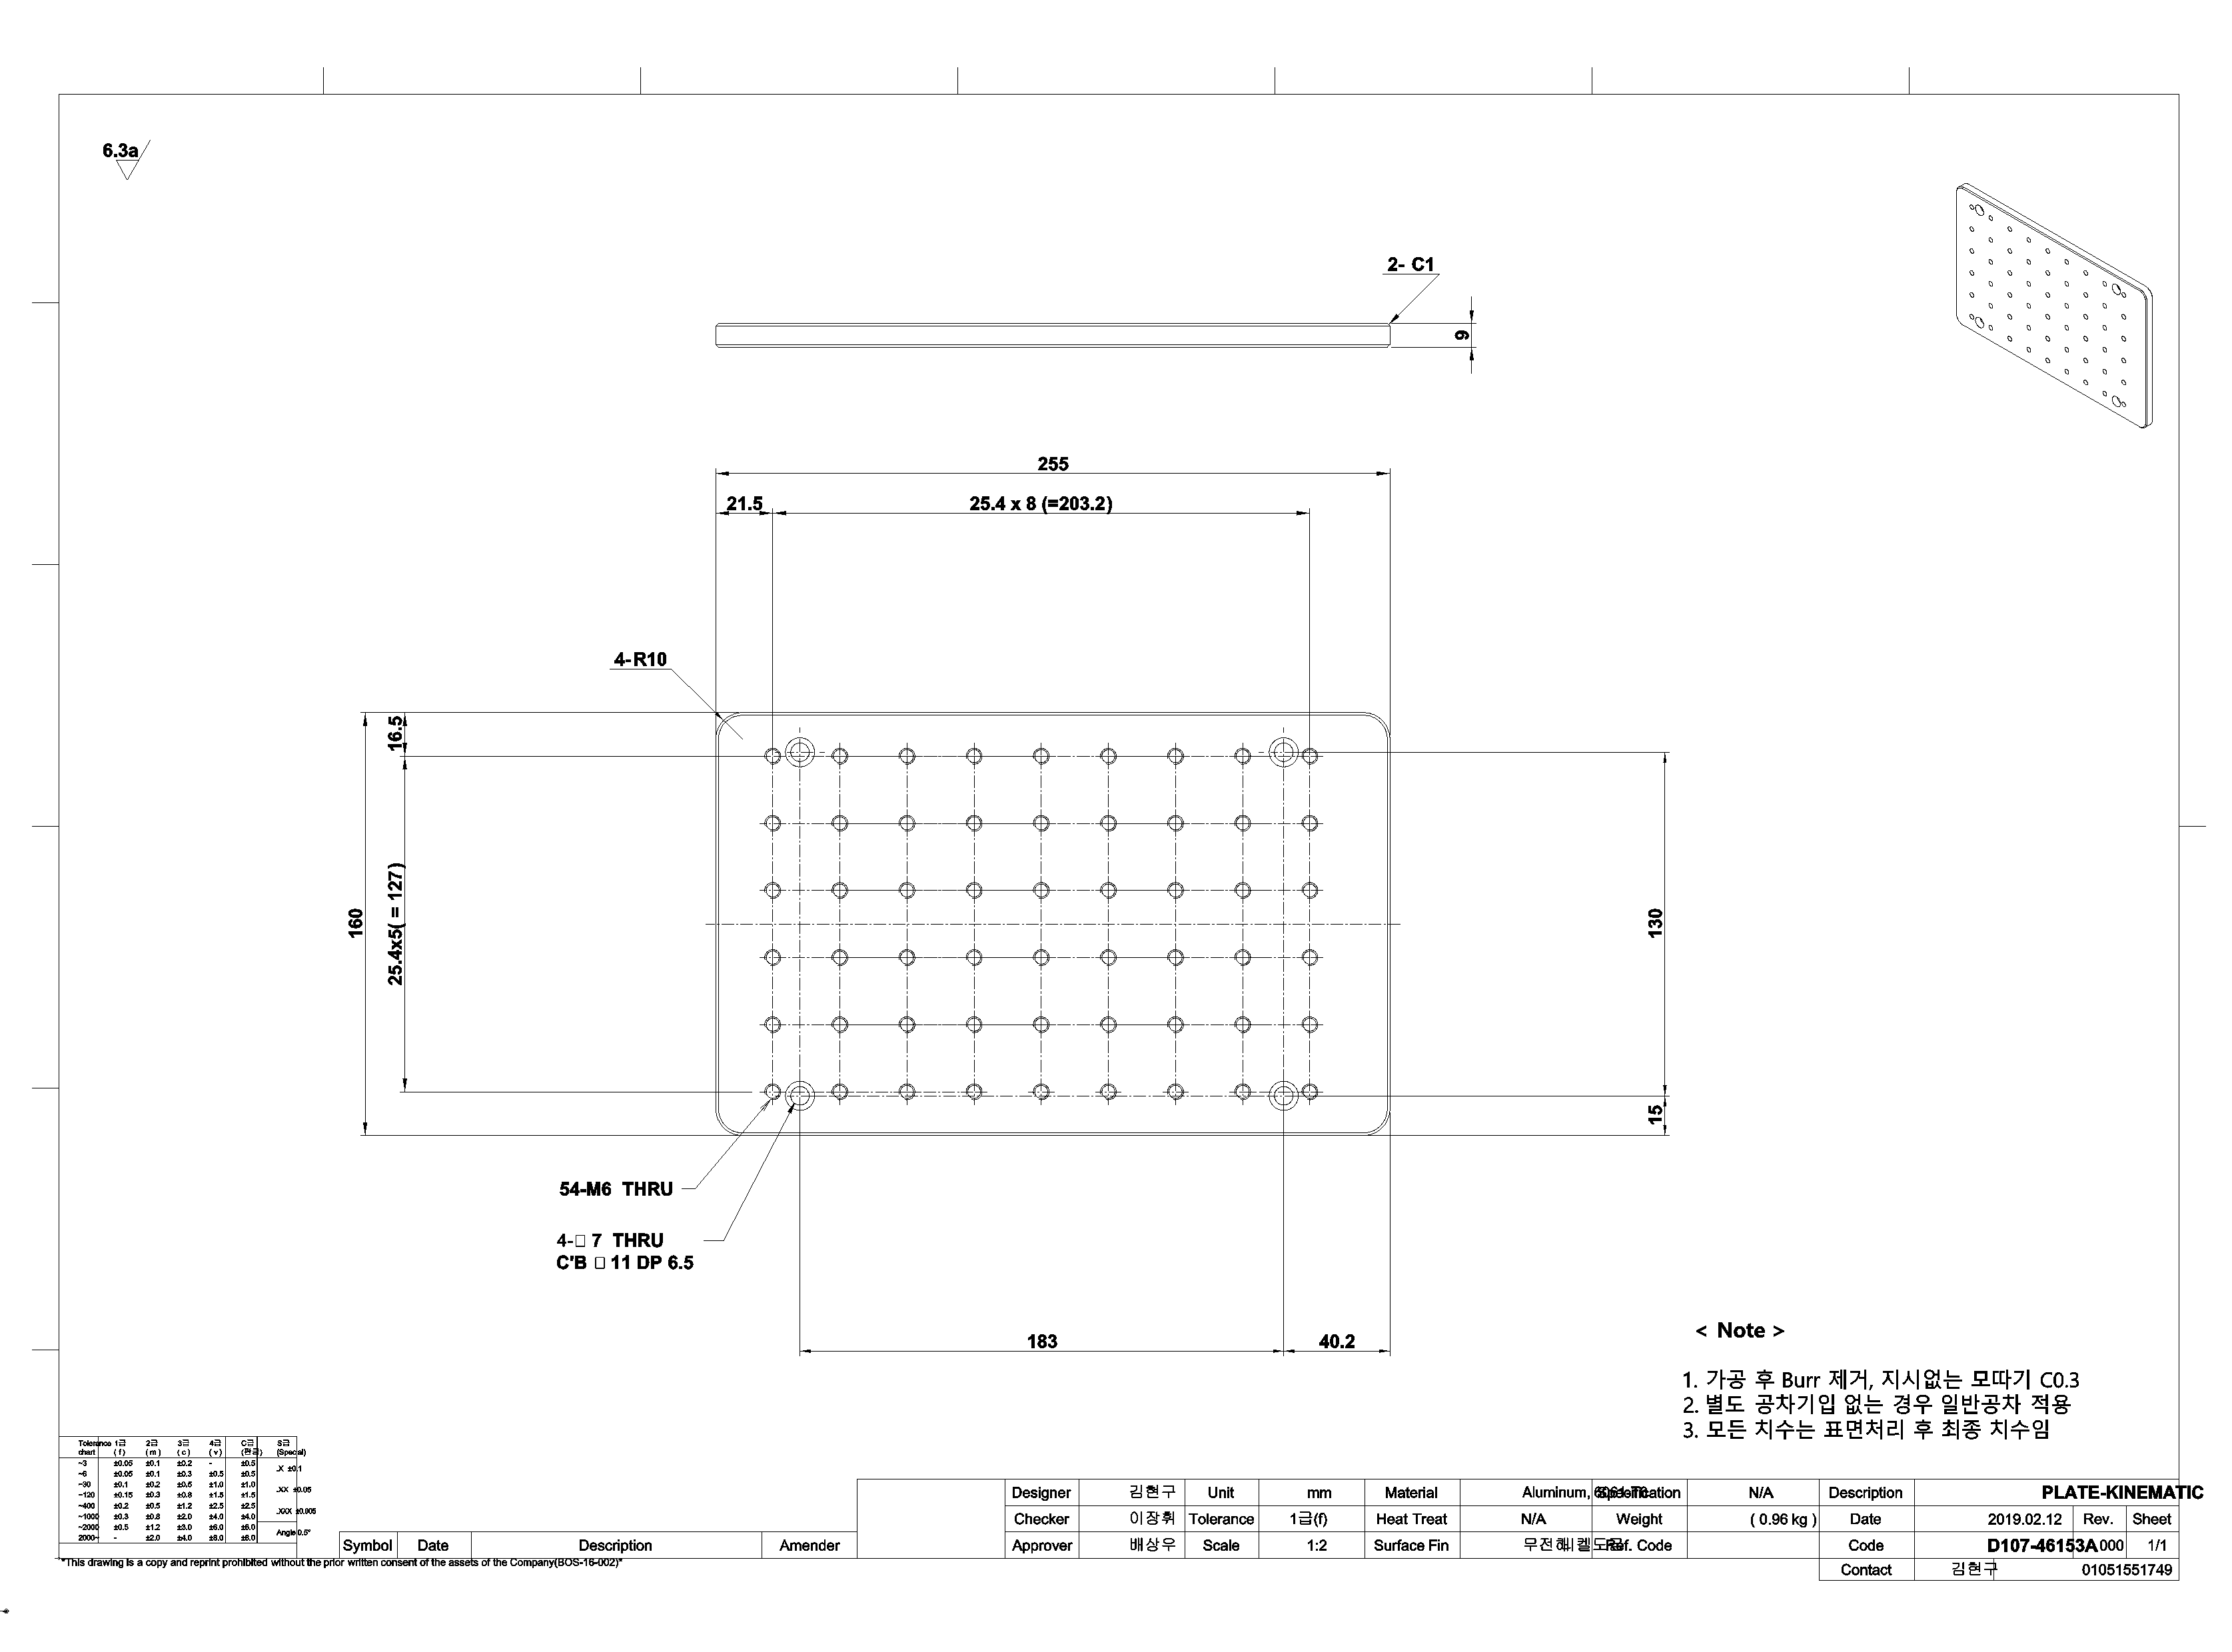 6.3a
2- C1
9
255
21.5
25.4 x 8 (=203.2)
4-R10
16.5
160
25.4x5( = 127)
130
15
54-M6 THRU
4-□ 7 THRU
C'B □ 11 DP 6.5
183
40.2
< Note >
1. 가공 후 Burr 제거, 지시없는 모따기 C0.3
2. 별도 공차기입 없는 경우 일반공차 적용
3. 모든 치수는 표면처리 후 최종 치수임
Tolerance chart 1급 (f) 2급 (m) 3급 (c) 4급 (v) C급 S급 (Special)
~3 ±0.05 ±0.1 ±0.2 - ±0.5
~6 ±0.05 ±0.1 ±0.3 ±0.5 ±0.5
~30 ±0.1 ±0.2 ±0.5 ±1.0 ±1.0
~120 ±0.15 ±0.3 ±0.8 ±1.5 ±1.5
~400 ±0.2 ±0.5 ±1.2 ±2.5 ±2.5
~1000 ±0.3 ±0.8 ±2.0 ±4.0 ±4.0
~2000 ±0.5 ±1.2 ±3.0 ±6.0 ±6.0
2000~ - ±2.0 ±4.0 ±8.0 ±8.0
.X ±0.1
.XX ±0.05
.XXX ±0.005
Angle 0.5°
Symbol Date Description Amender
Designer 김현구 Unit mm Material Aluminum, 6061-T6 Specification N/A Description PLATE-KINEMATIC
Checker 이장휘 Tolerance 1급(f) Heat Treat N/A Weight ( 0.96 kg ) Date 2019.02.12 Rev. Sheet
Approver 배상우 Scale 1:2 Surface Fin 무전해니켈도금 Ref. Code Code D107-46153A 000 1/1
Contact 김현구 01051551749
"This drawing is a copy and reprint prohibited without the prior written consent of the assets of the Company(BOS-16-002)"